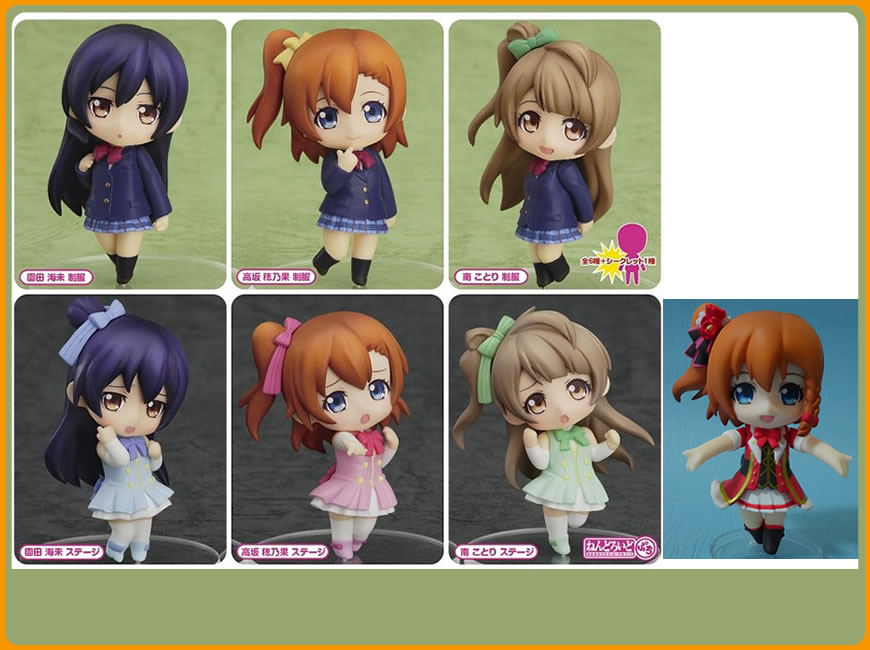 園田 海未 制服
高坂 穂乃果 制服
南 ことり 制服
全6種+シークレット1種
園田 海未 ステージ
高坂 穂乃果 ステージ
南 ことり ステージ
ねんどろいど ぷち
NENDOROID PETIT